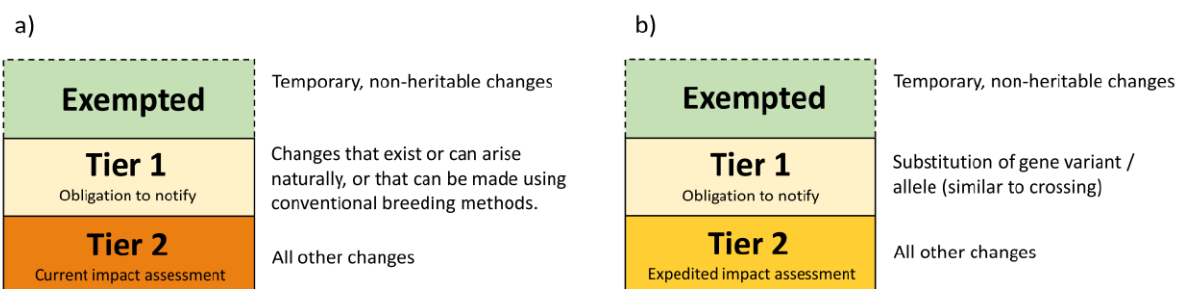 a)
Exempted
Temporary, non-heritable changes
Tier 1
Obligation to notify
Changes that exist or can arise
naturally, or that can be made using
conventional breeding methods.
Tier 2
Current impact assessment
All other changes
b)
Exempted
Temporary, non-heritable changes
Tier 1
Obligation to notify
Substitution of gene variant /
allele (similar to crossing)
Tier 2
Expedited impact assessment
All other changes